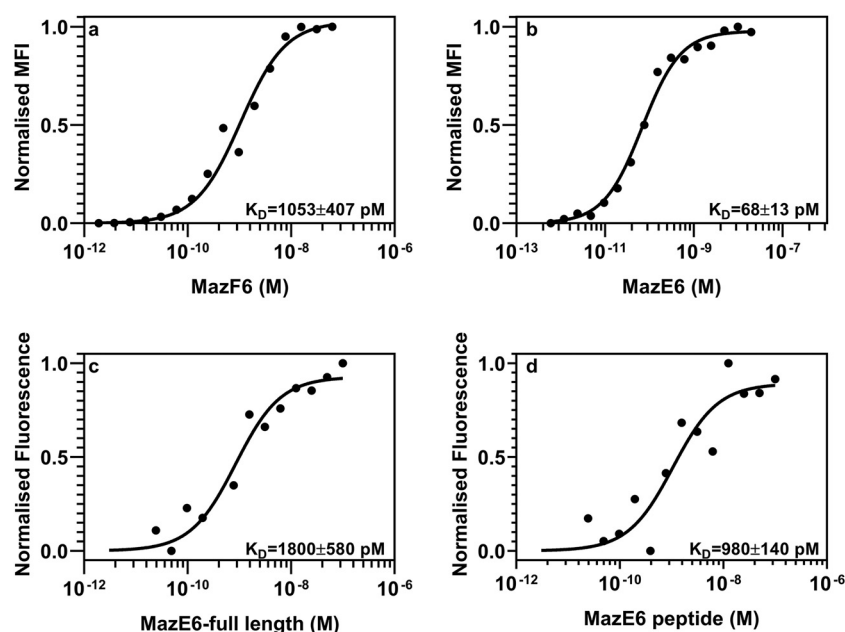 a
1.0
0.5
0.0
Normalised MFI
K_D=1053±407 pM
10^-12
10^-10
10^-8
10^-6
MazF6 (M)
b
1.0
0.5
0.0
Normalised MFI
K_D=68±13 pM
10^-13
10^-11
10^-9
10^-7
MazE6 (M)
c
1.0
0.5
0.0
Normalised Fluorescence
K_D=1800±580 pM
10^-12
10^-10
10^-8
10^-6
MazE6-full length (M)
d
1.0
0.5
0.0
Normalised Fluorescence
K_D=980±140 pM
10^-12
10^-10
10^-8
10^-6
MazE6 peptide (M)